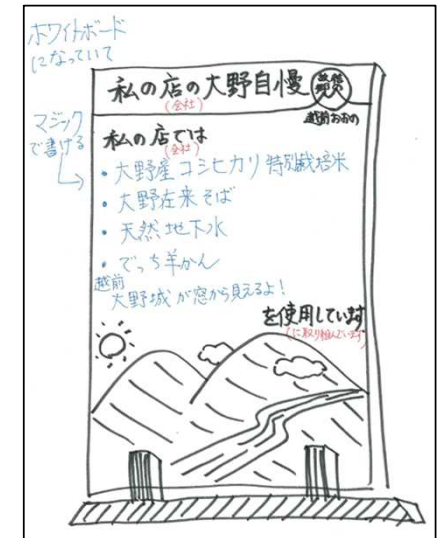 ホワイトボード
になっていて
マジック
で書ける
私の店の大野自慢
(会社)
越前おおの
私の店では
(会社)
・大野産コシヒカリ特別栽培米
・大野在来そば
・天然地下水
・でっち羊かん
越前
大野城が窓から見えるよ!
を使用しています
(に取り組んでいます)